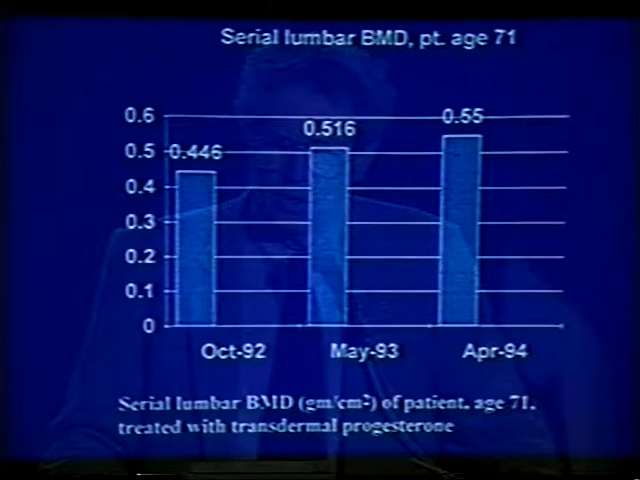 Serial lumbar BMD, pt. age 71
0.6
0.55
0.516
0.5
0.446
0.4
0.3
0.2
0.1
0
Oct-92 May-93 Apr-94
Serial lumbar BMD (gm/cm²) of patient, age 71,
treated with transdermal progesterone